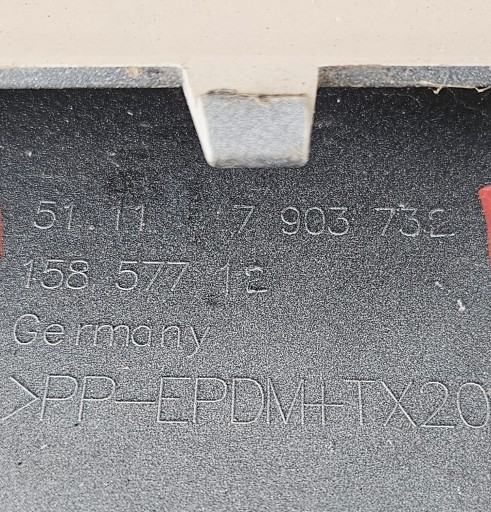 51.11 7 903 732
158 577 12
Germany
>PP-EPDM+TX20